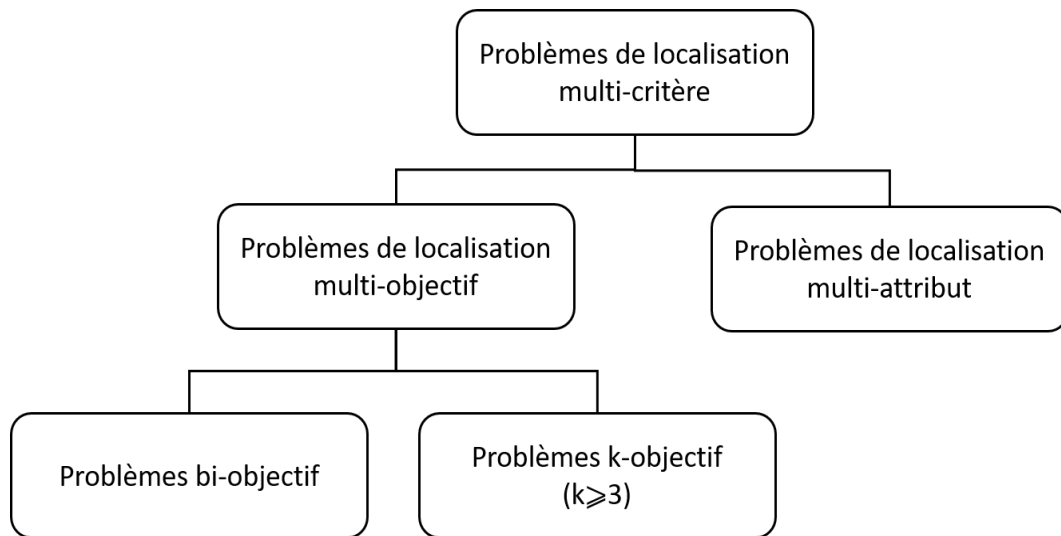 Problèmes de localisation
multi-critère
Problèmes de localisation
multi-objectif
Problèmes de localisation
multi-attribut
Problèmes bi-objectif
Problèmes k-objectif
(k⩾3)